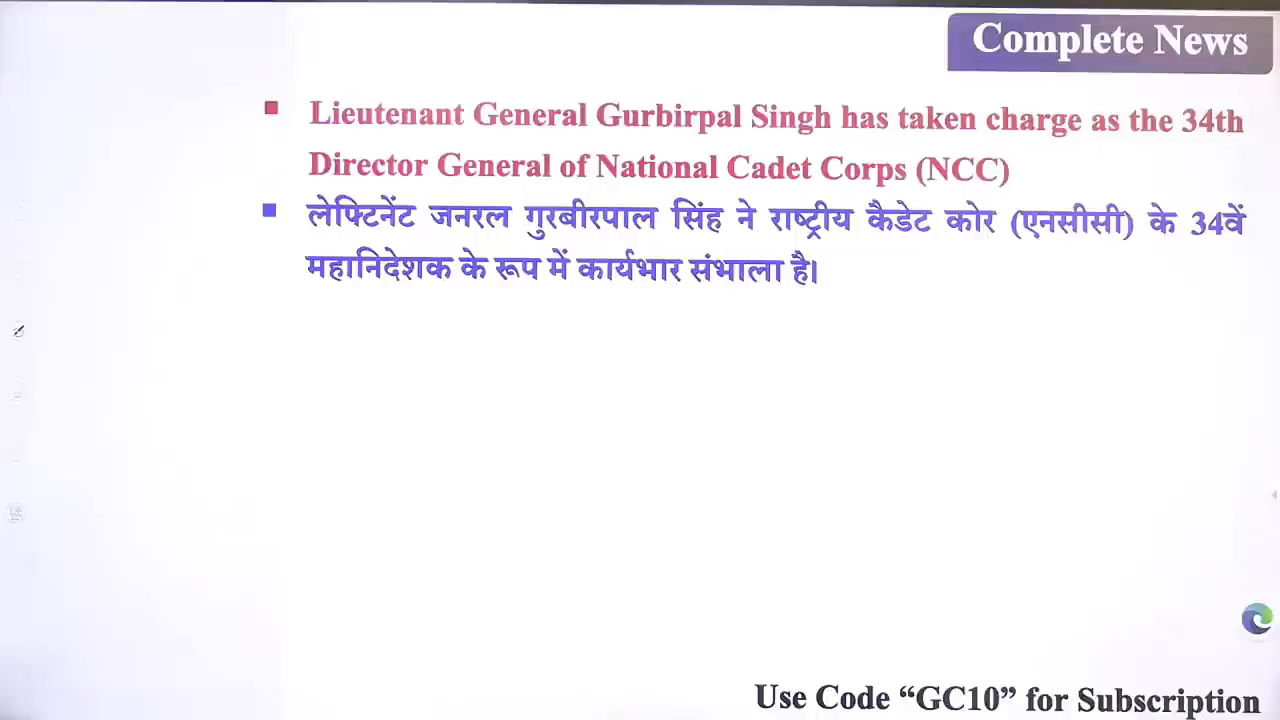 Complete News
Lieutenant General Gurbirpal Singh has taken charge as the 34th
Director General of National Cadet Corps (NCC)
लेफ्टिनेंट जनरल गुरबीरपाल सिंह ने राष्ट्रीय कैडेट कोर (एनसीसी) के 34वें
महानिदेशक के रूप में कार्यभार संभाला है।
Use Code “GC10” for Subscription